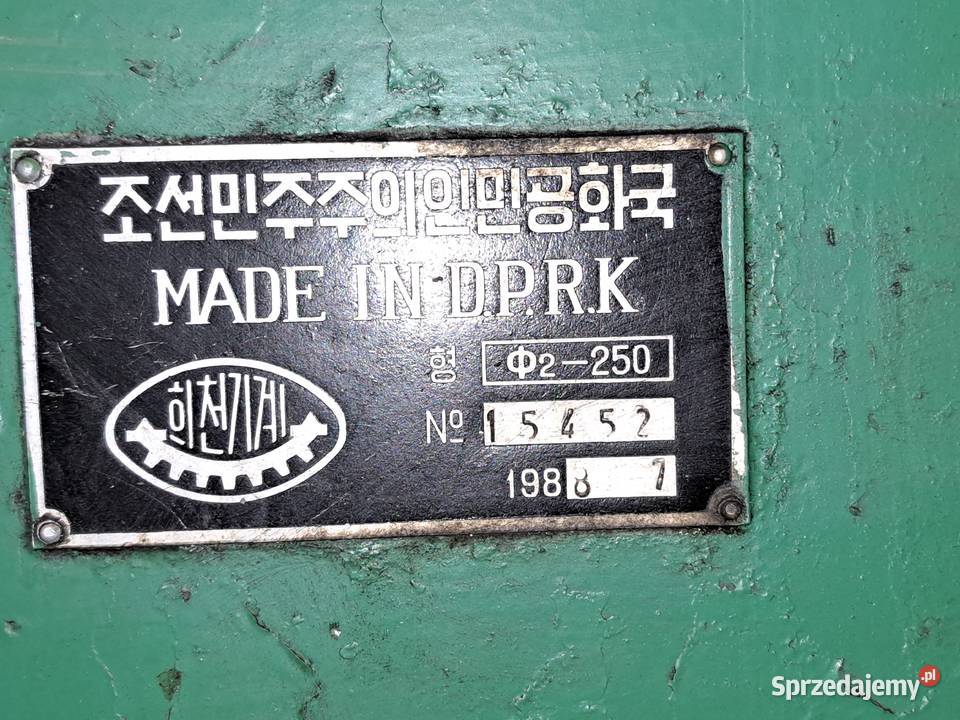 조선민주주의인민공화국
MADE IN D.P.R.K
형 Ф2-250
희천기계
№ 15452
1988 7
Sprzedajemy.pl